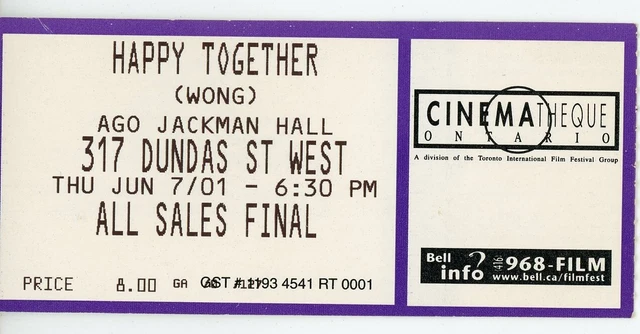 HAPPY TOGETHER
(WONG)
AGO JACKMAN HALL
317 DUNDAS ST WEST
THU JUN 7/01 - 6:30 PM
ALL SALES FINAL
PRICE 8.00 GA GST # 1193 4541 RT 0001
CINEMATHEQUE
ONTARIO
A division of the Toronto International Film Festival Group
Bell info? 416 968-FILM
www.bell.ca/filmfest